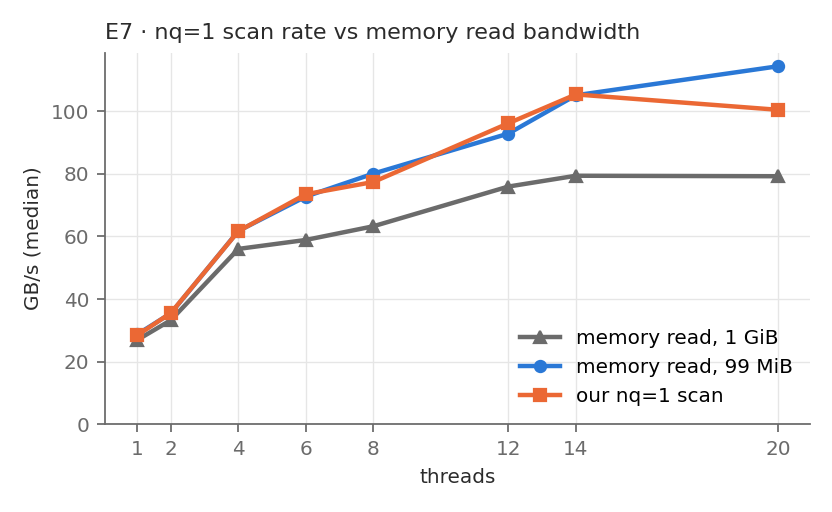 E7 · nq=1 scan rate vs memory read bandwidth
GB/s (median)
100
80
60
40
20
0
memory read, 1 GiB
memory read, 99 MiB
our nq=1 scan
1 2 4 6 8 12 14 20
threads